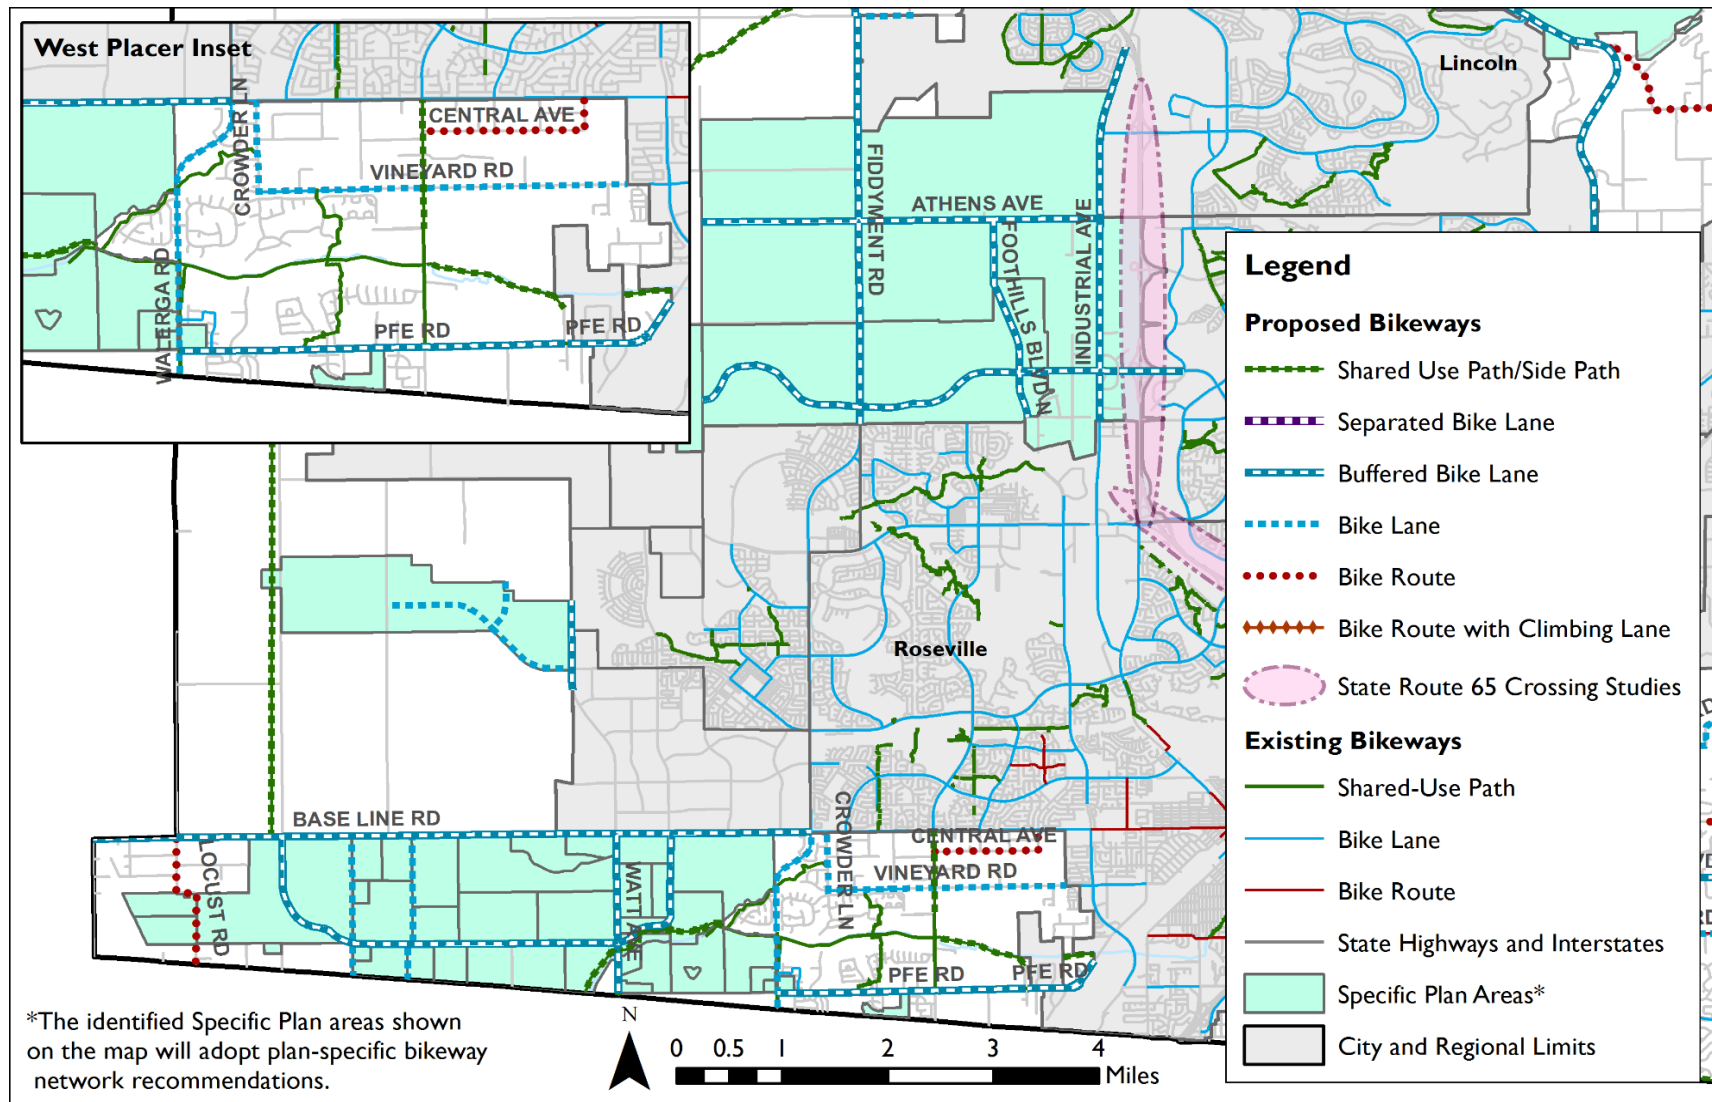 West Placer Inset
CROWDER LN
CENTRAL AVE
VINEYARD RD
WALERGA RD
PFE RD
PFE RD
Lincoln
FIDDYMENT RD
ATHENS AVE
FOOTHILLS BLVD N
INDUSTRIAL AVE
Roseville
BASE LINE RD
LOCUST RD
WATT AVE
CROWDER LN
CENTRAL AVE
VINEYARD RD
PFE RD
PFE RD
Legend
Proposed Bikeways
Shared Use Path/Side Path
Separated Bike Lane
Buffered Bike Lane
Bike Lane
Bike Route
Bike Route with Climbing Lane
State Route 65 Crossing Studies
Existing Bikeways
Shared-Use Path
Bike Lane
Bike Route
State Highways and Interstates
Specific Plan Areas*
City and Regional Limits
*The identified Specific Plan areas shown
on the map will adopt plan-specific bikeway
network recommendations.
N
0 0.5 1 2 3 4
Miles